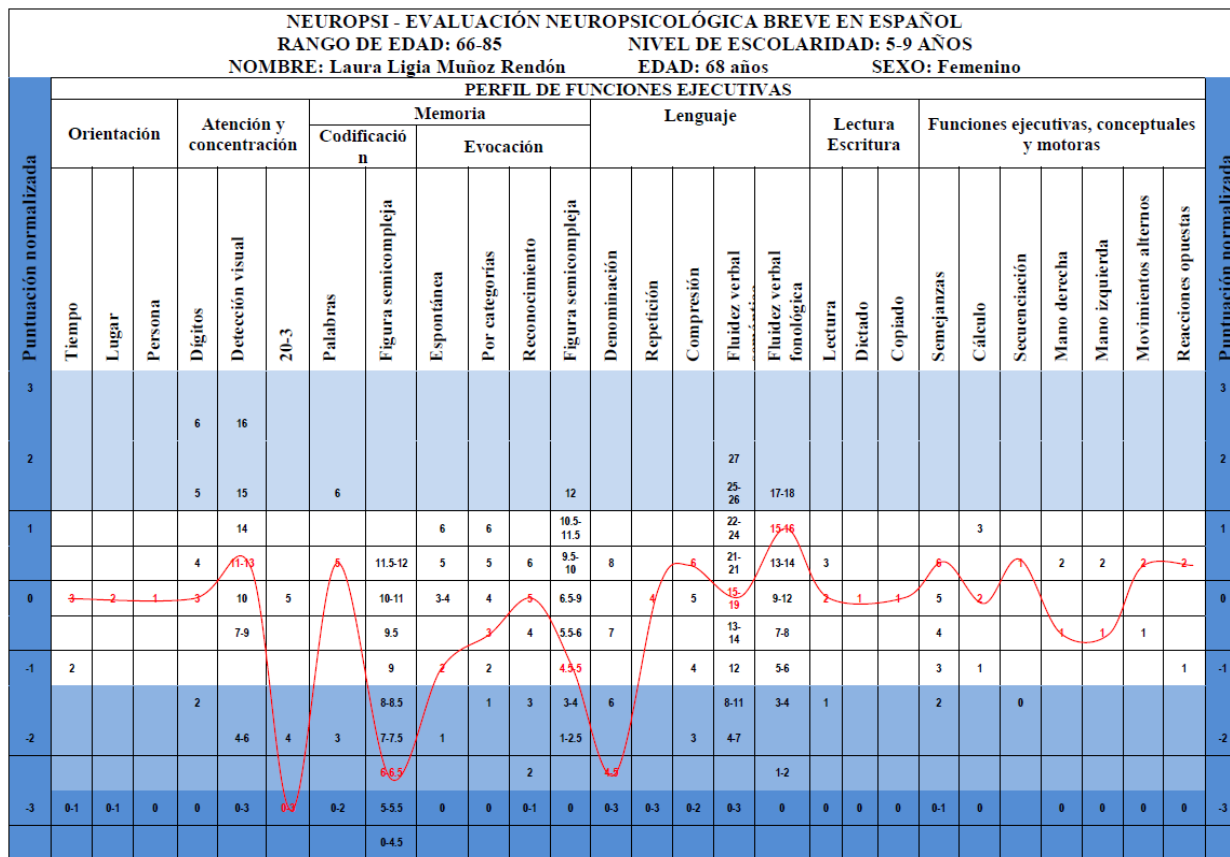 NEUROPSI - EVALUACIÓN NEUROPSICOLÓGICA BREVE EN ESPAÑOL
RANGO DE EDAD: 66-85 NIVEL DE ESCOLARIDAD: 5-9 AÑOS
NOMBRE: Laura Ligia Muñoz Rendón EDAD: 68 años SEXO: Femenino
PERFIL DE FUNCIONES EJECUTIVAS
Orientación Atención y concentración Memoria Lenguaje Lectura Escritura Funciones ejecutivas, conceptuales y motoras
Codificación Evocación
Puntuación normalizada
Tiempo
Lugar
Persona
Dígitos
Detección visual
20-3
Palabras
Figura semicompleja
Espontánea
Por categorías
Reconocimiento
Figura semicompleja
Denominación
Repetición
Compresión
Fluidez verbal
Fluidez verbal fonológica
Lectura
Dictado
Copiado
Semejanzas
Cálculo
Secuenciación
Mano derecha
Mano izquierda
Movimientos alternos
Reacciones opuestas
Puntuación normalizada
3 3
6 16
2 27 2
5 15 6 12 25-26 17-18
1 14 6 6 10.5-11.5 22-24 15-16 3 1
4 11-13 5 11.5-12 5 5 6 9.5-10 8 6 21-21 13-14 3 6 1 2 2 2 2
0 3 2 1 3 10 5 10-11 3-4 4 5 6.5-9 4 5 15-19 9-12 2 1 1 5 2 0
7-9 9.5 3 4 5.5-6 7 13-14 7-8 4 1 1 1
-1 2 9 2 2 4.5-5 4 12 5-6 3 1 1 -1
2 8-8.5 1 3 3-4 6 8-11 3-4 1 2 0
-2 4-6 4 3 7-7.5 1 1-2.5 3 4-7 -2
6-6.5 2 4-5 1-2
-3 0-1 0-1 0 0 0-3 0-3 0-2 5-5.5 0 0 0-1 0 0-3 0-3 0-2 0-3 0 0 0 0 0-1 0 0 0 0 0 -3
0-4.5